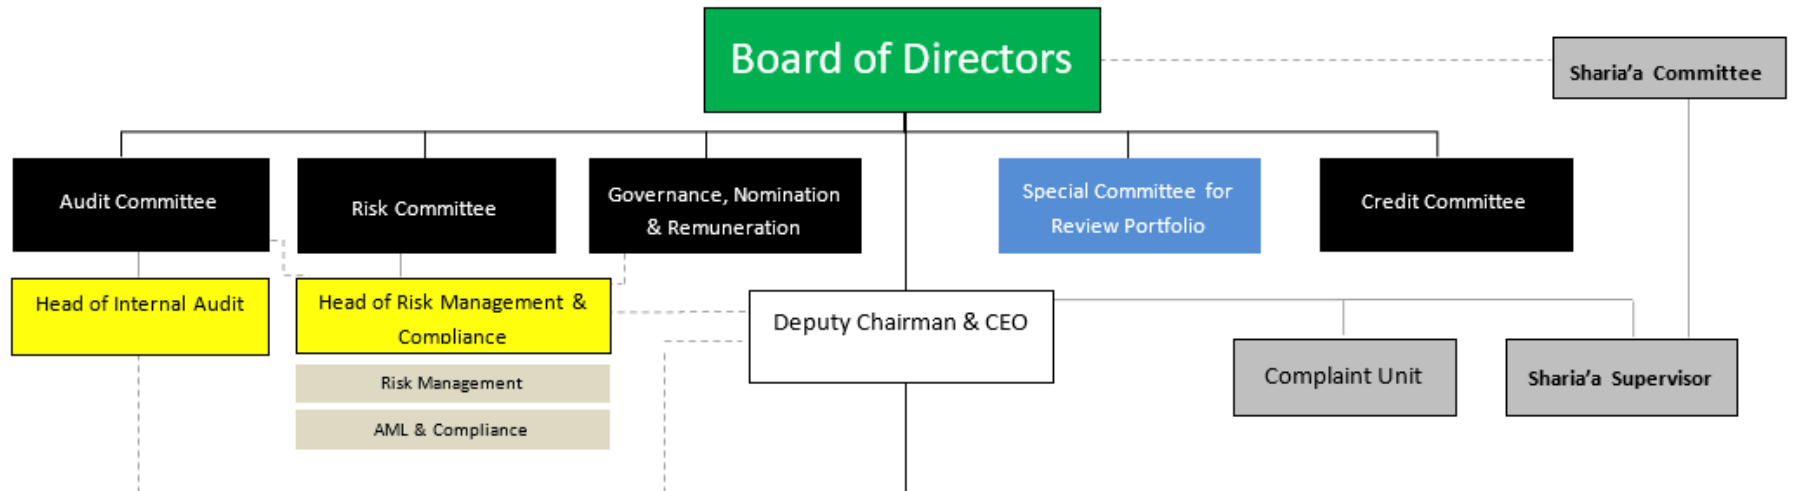 Board of Directors
Sharia’a Committee
Audit Committee
Risk Committee
Governance, Nomination
& Remuneration
Special Committee for
Review Portfolio
Credit Committee
Head of Internal Audit
Head of Risk Management &
Compliance
Deputy Chairman & CEO
Complaint Unit
Sharia’a Supervisor
Risk Management
AML & Compliance